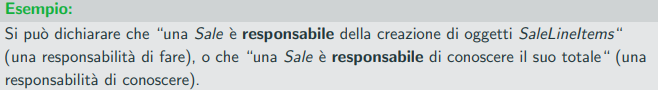 Esempio:
Si può dichiarare che “una Sale è responsabile della creazione di oggetti SaleLineItems“
(una responsabilità di fare), o che “una Sale è responsabile di conoscere il suo totale“ (una
responsabilità di conoscere).